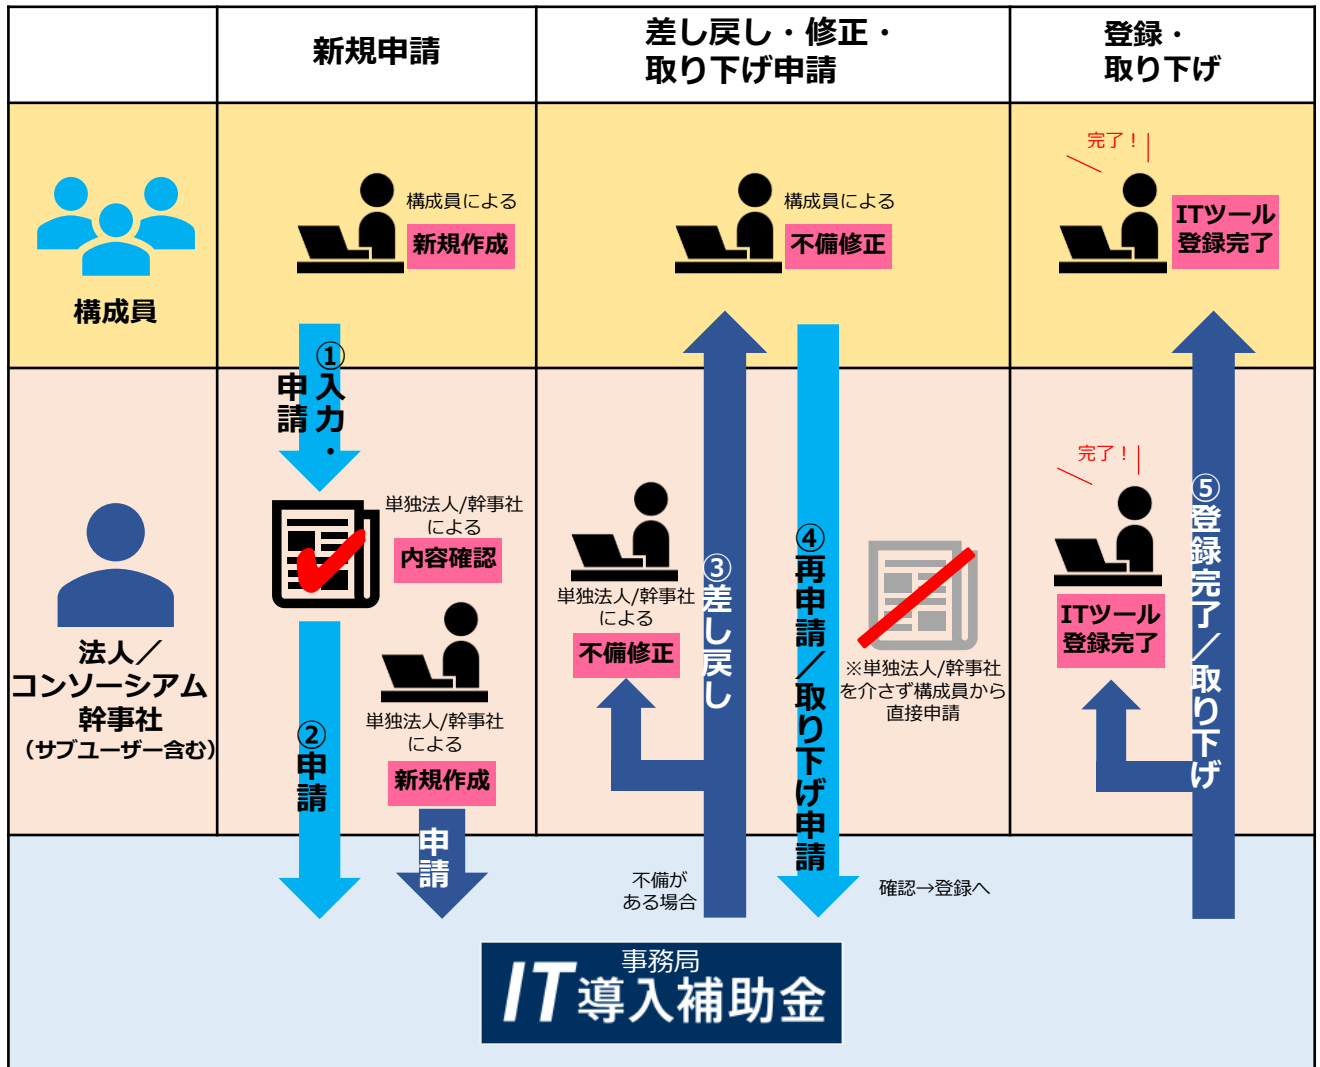 新規申請
差し戻し・修正・
取り下げ申請
登録・
取り下げ
構成員
構成員による
新規作成
構成員による
不備修正
完了！
ITツール
登録完了
①入力・
申請
法人／
コンソーシアム
幹事社
（サブユーザー含む）
単独法人/幹事社
による
内容確認
②申請
単独法人/幹事社
による
新規作成
申請
単独法人/幹事社
による
不備修正
③差し戻し
④再申請／取り下げ申請
※単独法人/幹事社
を介さず構成員から
直接申請
完了！
ITツール
登録完了
⑤登録完了／取り下げ
不備が
ある場合
確認→登録へ
事務局
IT導入補助金